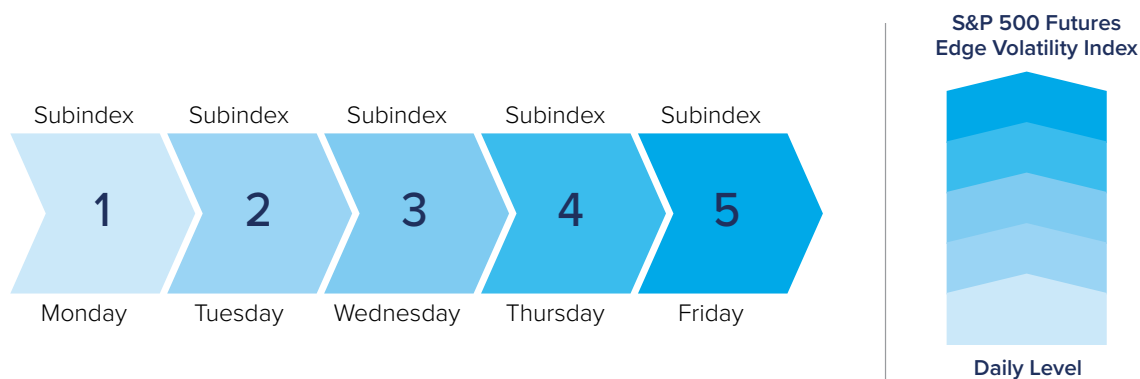 S&P 500 Futures
Edge Volatility Index
Subindex Subindex Subindex Subindex Subindex
1 2 3 4 5
Monday Tuesday Wednesday Thursday Friday
Daily Level